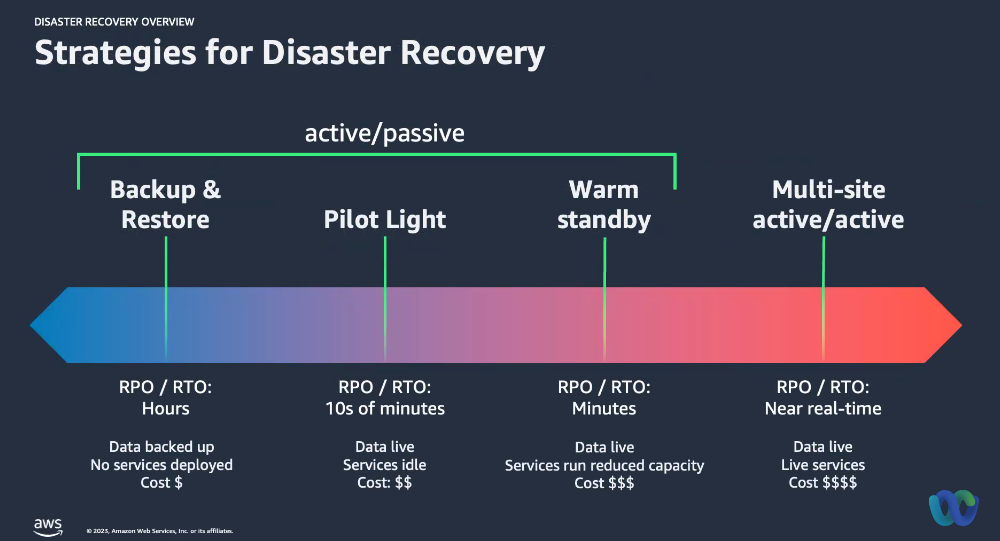 DISASTER RECOVERY OVERVIEW
Strategies for Disaster Recovery
active/passive
Backup &
Restore
Pilot Light
Warm
standby
Multi-site
active/active
RPO / RTO:
Hours
Data backed up
No services deployed
Cost $
RPO / RTO:
10s of minutes
Data live
Services idle
Cost: $$
RPO / RTO:
Minutes
Data live
Services run reduced capacity
Cost $$$
RPO / RTO:
Near real-time
Data live
Live services
Cost $$$$
aws
© 2023, Amazon Web Services, Inc. or its affiliates.